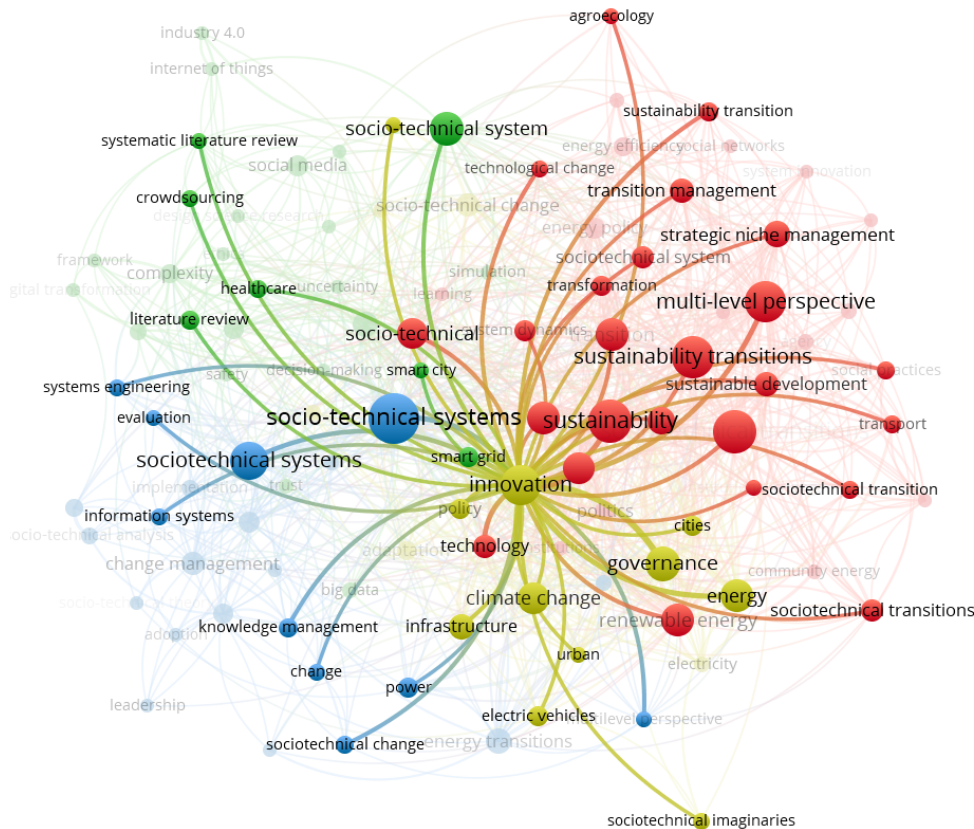 agroecology
industry 4.0
internet of things
sustainability transition
socio-technical system
systematic literature review
energy efficiency
social networks
social media
technological change
system innovation
transition management
crowdsourcing
socio-technical change
energy policy
strategic niche management
framework
complexity
simulation
sociotechnical system
healthcare
uncertainty
learning
transformation
multi-level perspective
literature review
socio-technical
system dynamics
transition
sustainability transitions
safety
decision-making
smart city
social practices
systems engineering
sustainable development
evaluation
socio-technical systems
sustainability
transport
sociotechnical systems
smart grid
implementation
trust
innovation
sociotechnical transition
information systems
policy
politics
cities
change management
adaptation
technology
governance
community energy
big data
climate change
energy
knowledge management
infrastructure
renewable energy
sociotechnical transitions
adoption
urban
electricity
change
power
leadership
electric vehicles
sociotechnical change
energy transitions
sociotechnical imaginaries